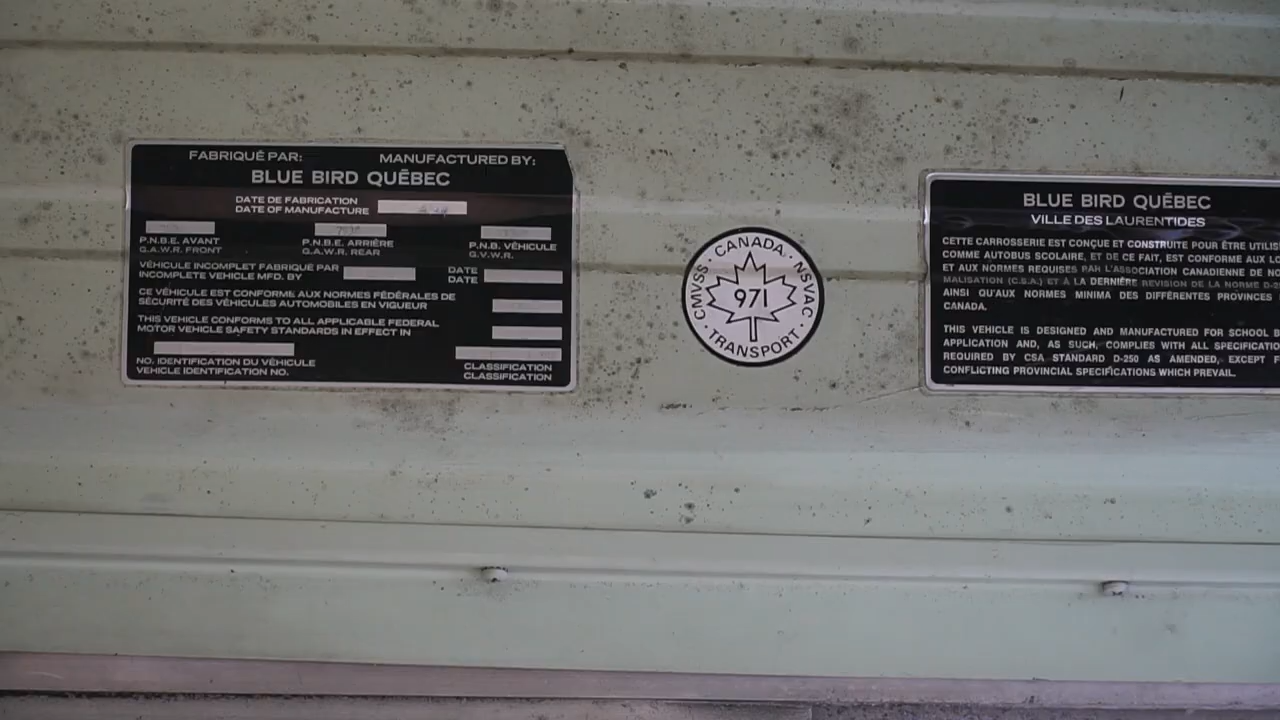 FABRIQUÉ PAR: MANUFACTURED BY:
BLUE BIRD QUÉBEC
DATE DE FABRICATION
DATE OF MANUFACTURE
P.N.B.E. AVANT
G.A.W.R. FRONT
P.N.B.E. ARRIÈRE
G.A.W.R. REAR
P.N.B. VÉHICULE
G.V.W.R.
VÉHICULE INCOMPLET FABRIQUÉ PAR
INCOMPLETE VEHICLE MFD. BY
DATE
DATE
CE VÉHICULE EST CONFORME AUX NORMES FÉDÉRALES DE
SÉCURITÉ DES VÉHICULES AUTOMOBILES EN VIGUEUR
THIS VEHICLE CONFORMS TO ALL APPLICABLE FEDERAL
MOTOR VEHICLE SAFETY STANDARDS IN EFFECT IN
NO. IDENTIFICATION DU VÉHICULE
VEHICLE IDENTIFICATION NO.
CLASSIFICATION
CLASSIFICATION
CANADA · NSVAC · TRANSPORT · CMVSS ·
971
BLUE BIRD QUÉBEC
VILLE DES LAURENTIDES
CETTE CARROSSERIE EST CONÇUE ET CONSTRUITE POUR ÊTRE
COMME AUTOBUS SCOLAIRE, ET DE CE FAIT, EST CONFORME AUX
ET AUX NORMES REQUISES PAR L'ASSOCIATION CANADIENNE DE
MALISATION (C.S.A.) ET À LA DERNIÈRE REVISION DE LA NORME
AINSI QU'AUX NORMES MINIMA DES DIFFÉRENTES PROVINCES
CANADA.
THIS VEHICLE IS DESIGNED AND MANUFACTURED FOR SCHOOL
APPLICATION AND, AS SUCH, COMPLIES WITH ALL
REQUIRED BY CSA STANDARD D-250 AS AMENDED, EXCEPT
CONFLICTING PROVINCIAL SPECIFICATIONS WHICH PREVAIL.